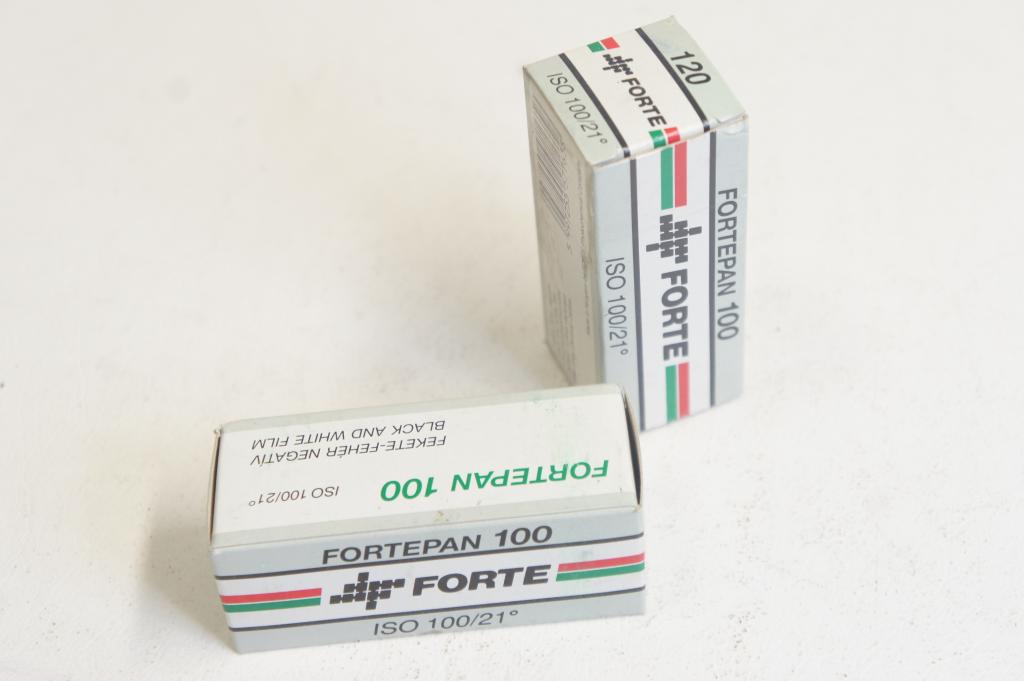 120
FORTE
ISO 100/21°
FORTEPAN 100
FORTE
ISO 100/21°
FORTEPAN 100
ISO 100/21°
FEKETE-FEHÉR NEGATÍV
BLACK AND WHITE FILM
FORTEPAN 100
FORTE
ISO 100/21°